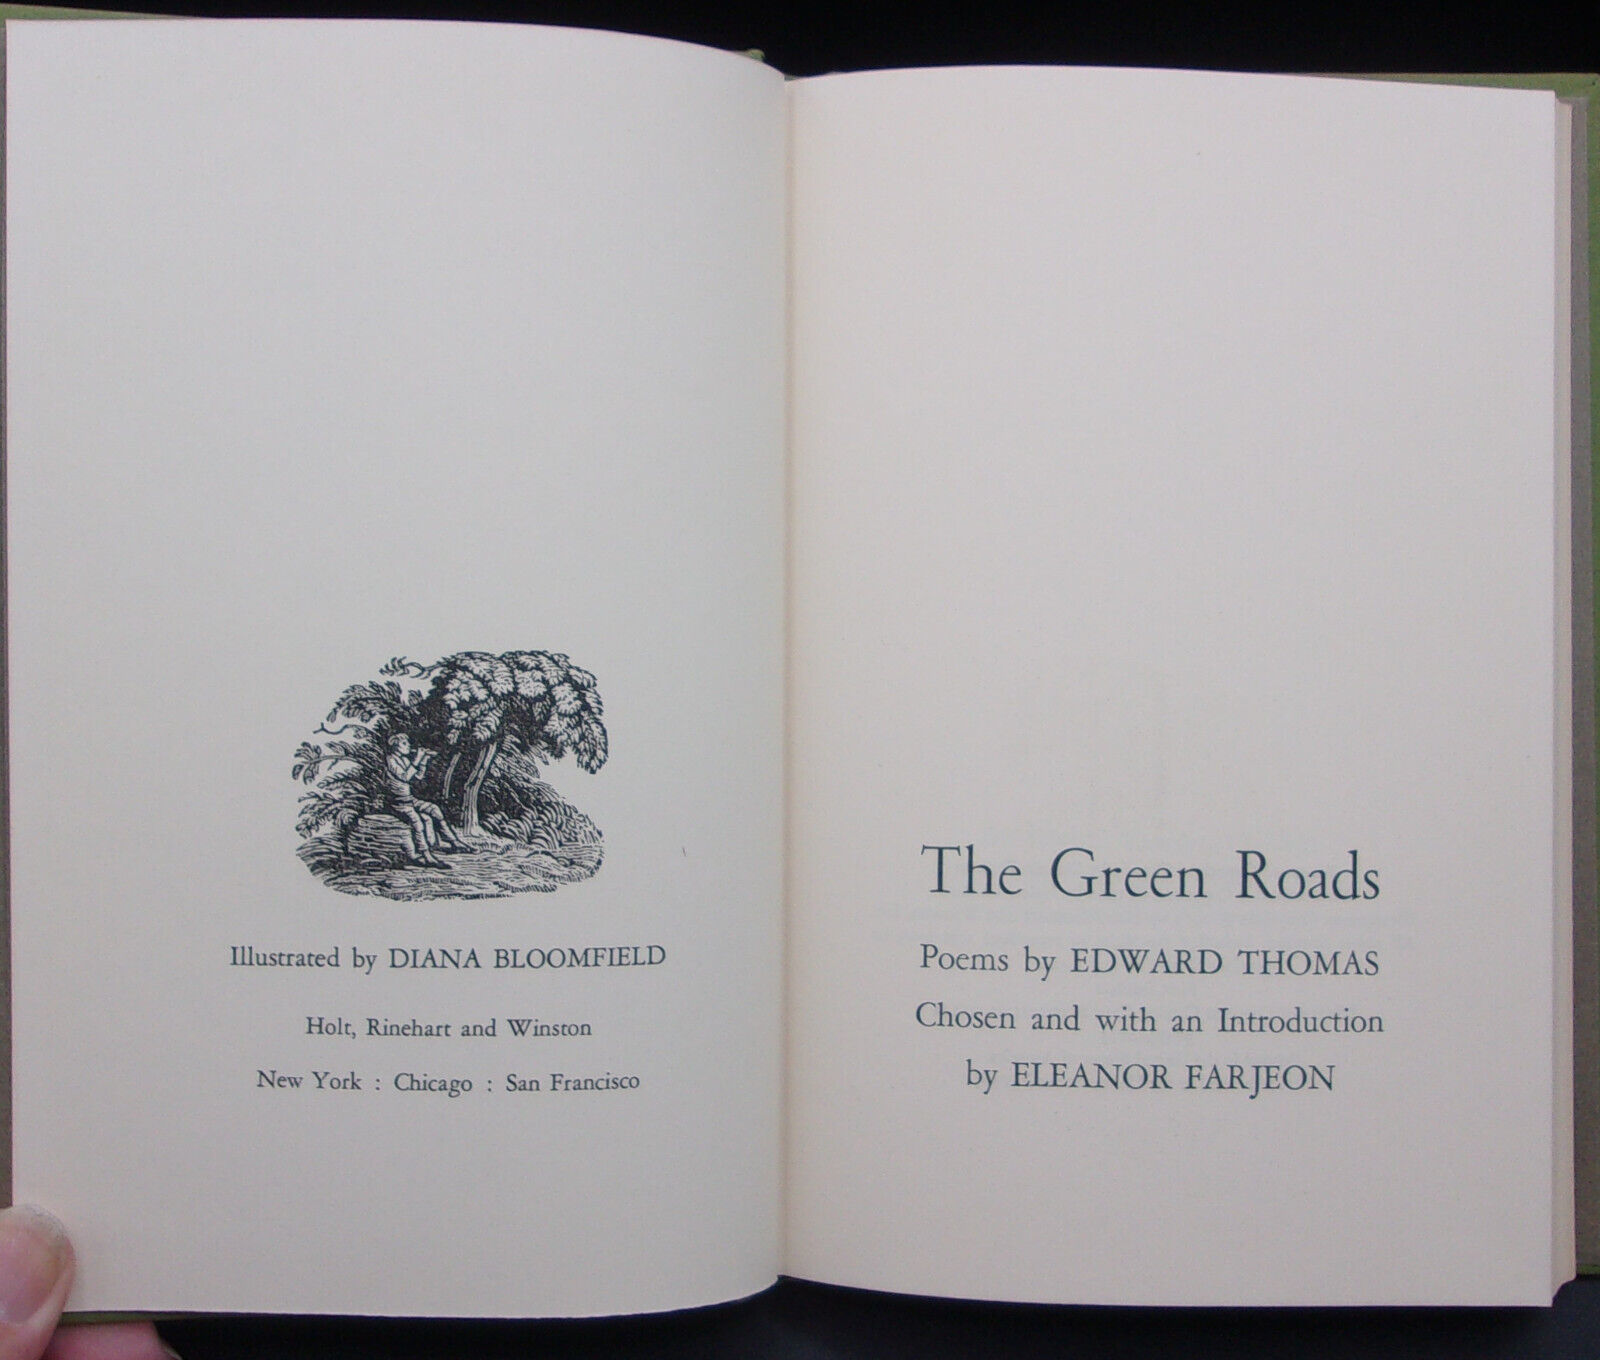 Illustrated by DIANA BLOOMFIELD
Holt, Rinehart and Winston
New York : Chicago : San Francisco
The Green Roads
Poems by EDWARD THOMAS
Chosen and with an Introduction
by ELEANOR FARJEON